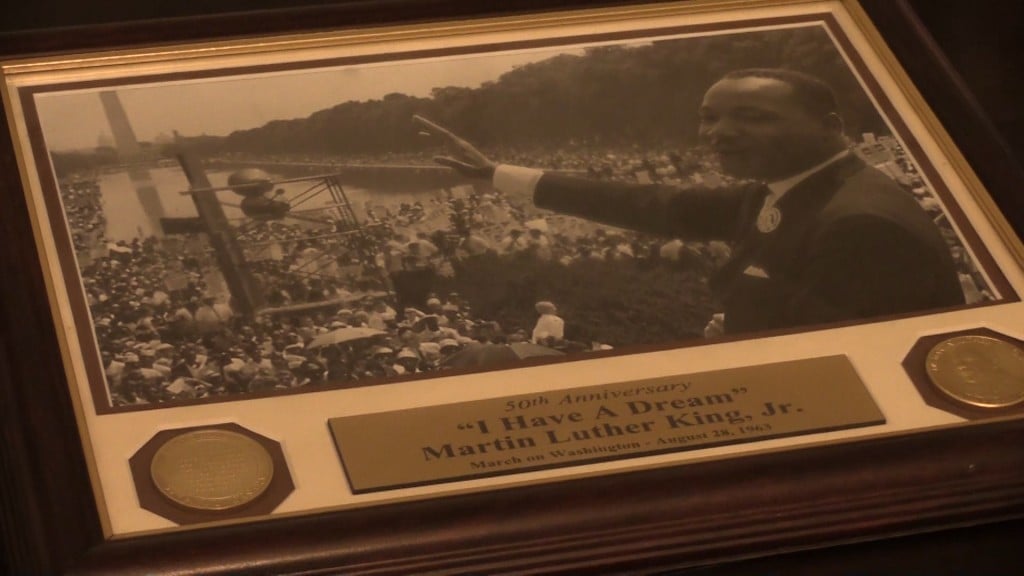 50th Anniversary
“I Have A Dream”
Martin Luther King, Jr.
March on Washington - August 28, 1963